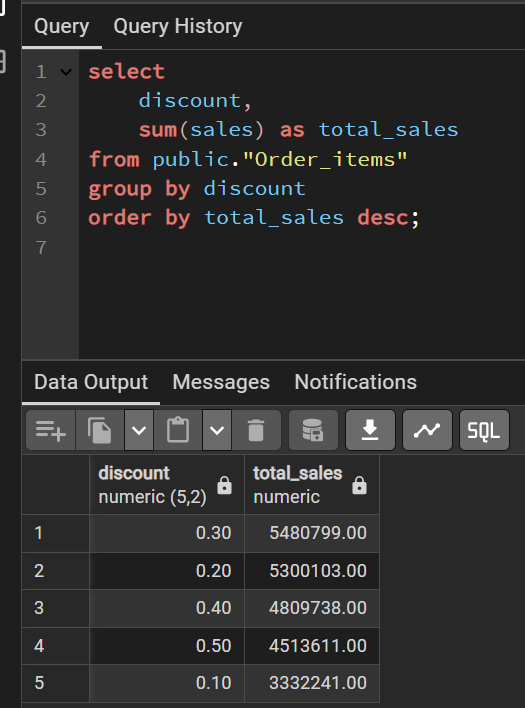 Query Query History
1 select
2 discount,
3 sum(sales) as total_sales
4 from public."Order_items"
5 group by discount
6 order by total_sales desc;
7
Data Output Messages Notifications
SQL
discount total_sales
numeric (5,2) numeric
1 0.30 5480799.00
2 0.20 5300103.00
3 0.40 4809738.00
4 0.50 4513611.00
5 0.10 3332241.00